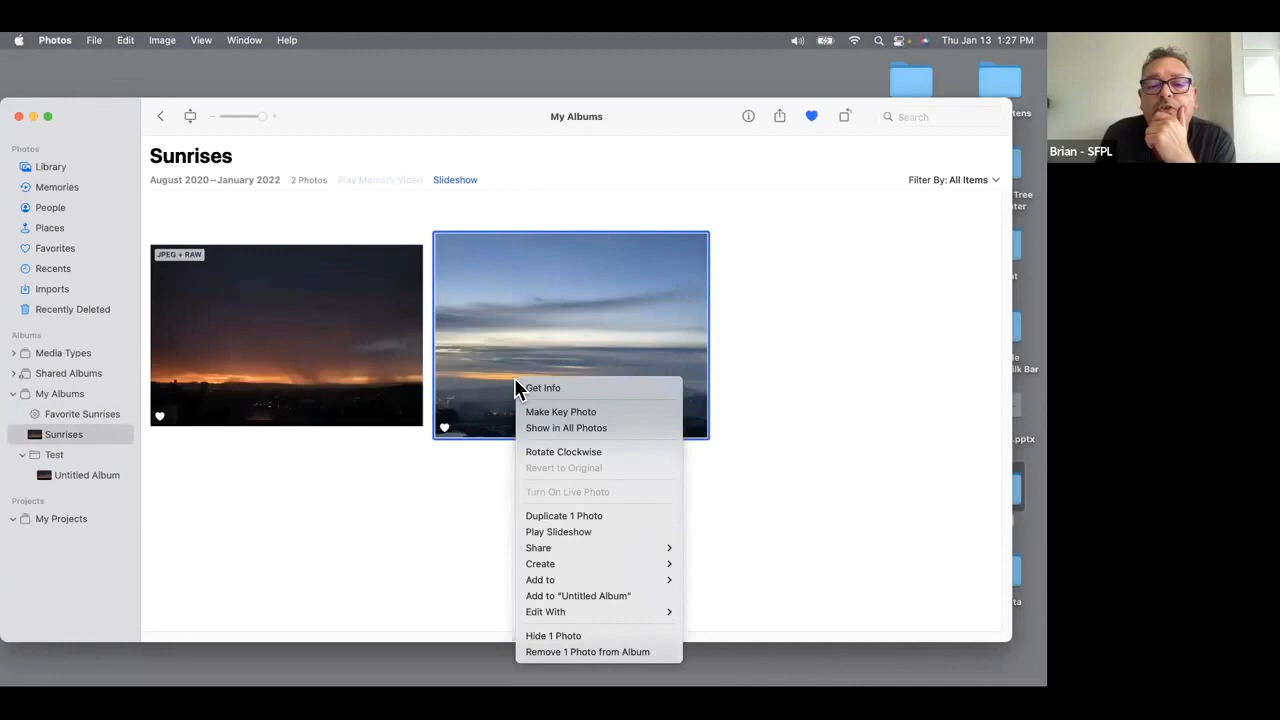 Photos File Edit Image View Window Help
Thu Jan 13 1:27 PM
My Albums
Search
Sunrises
August 2020–January 2022 2 Photos Play Memory Video Slideshow
Filter By: All Items
Photos
Library
Memories
People
Places
Favorites
Recents
Imports
Recently Deleted
Albums
Media Types
Shared Albums
My Albums
Favorite Sunrises
Sunrises
Test
Untitled Album
Projects
My Projects
JPEG + RAW
Get Info
Make Key Photo
Show in All Photos
Rotate Clockwise
Revert to Original
Turn On Live Photo
Duplicate 1 Photo
Play Slideshow
Share
Create
Add to
Add to “Untitled Album”
Edit With
Hide 1 Photo
Remove 1 Photo from Album
Tree
.pptx
Brian - SFPL